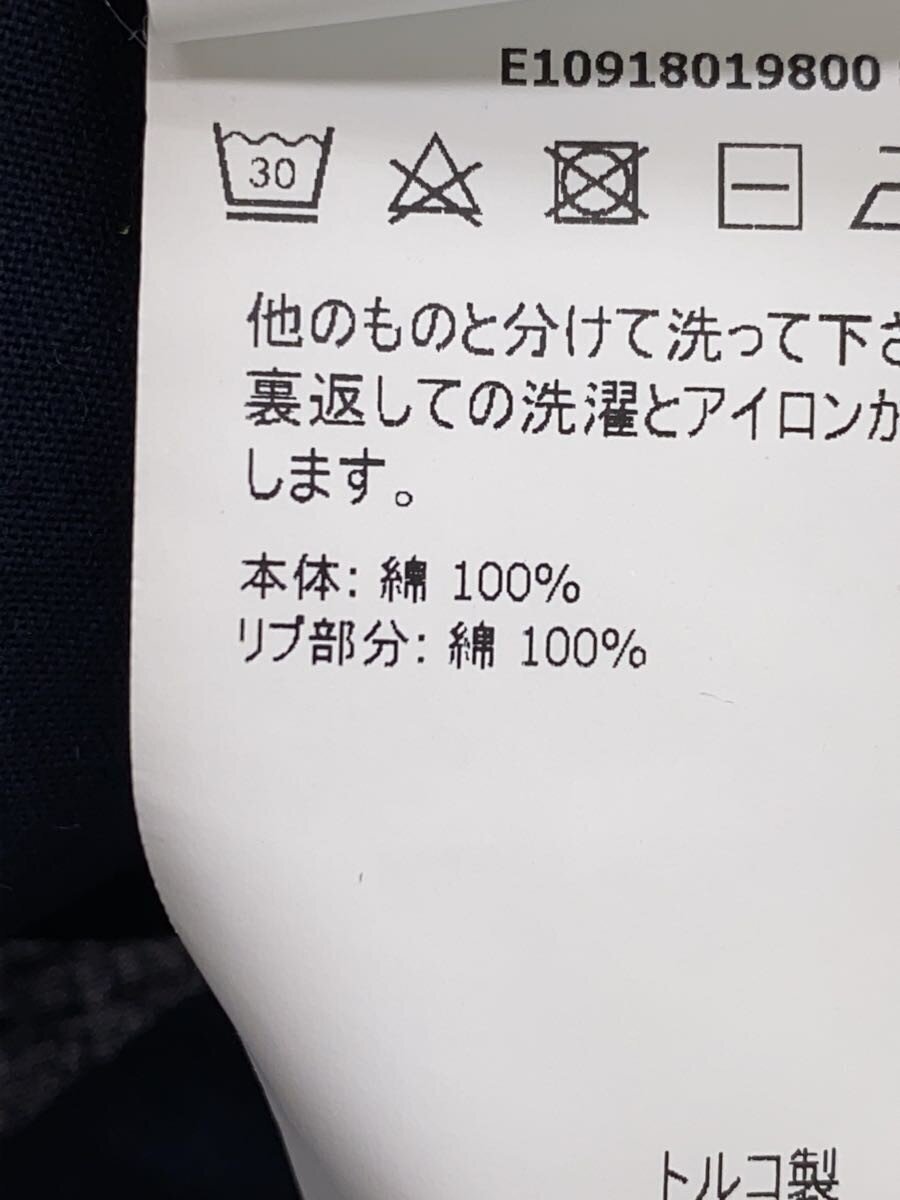 E10918019800
30
他のものと分けて洗って下さ
裏返しての洗濯とアイロンが
します。
本体: 綿 100%
リブ部分: 綿 100%
トルコ製